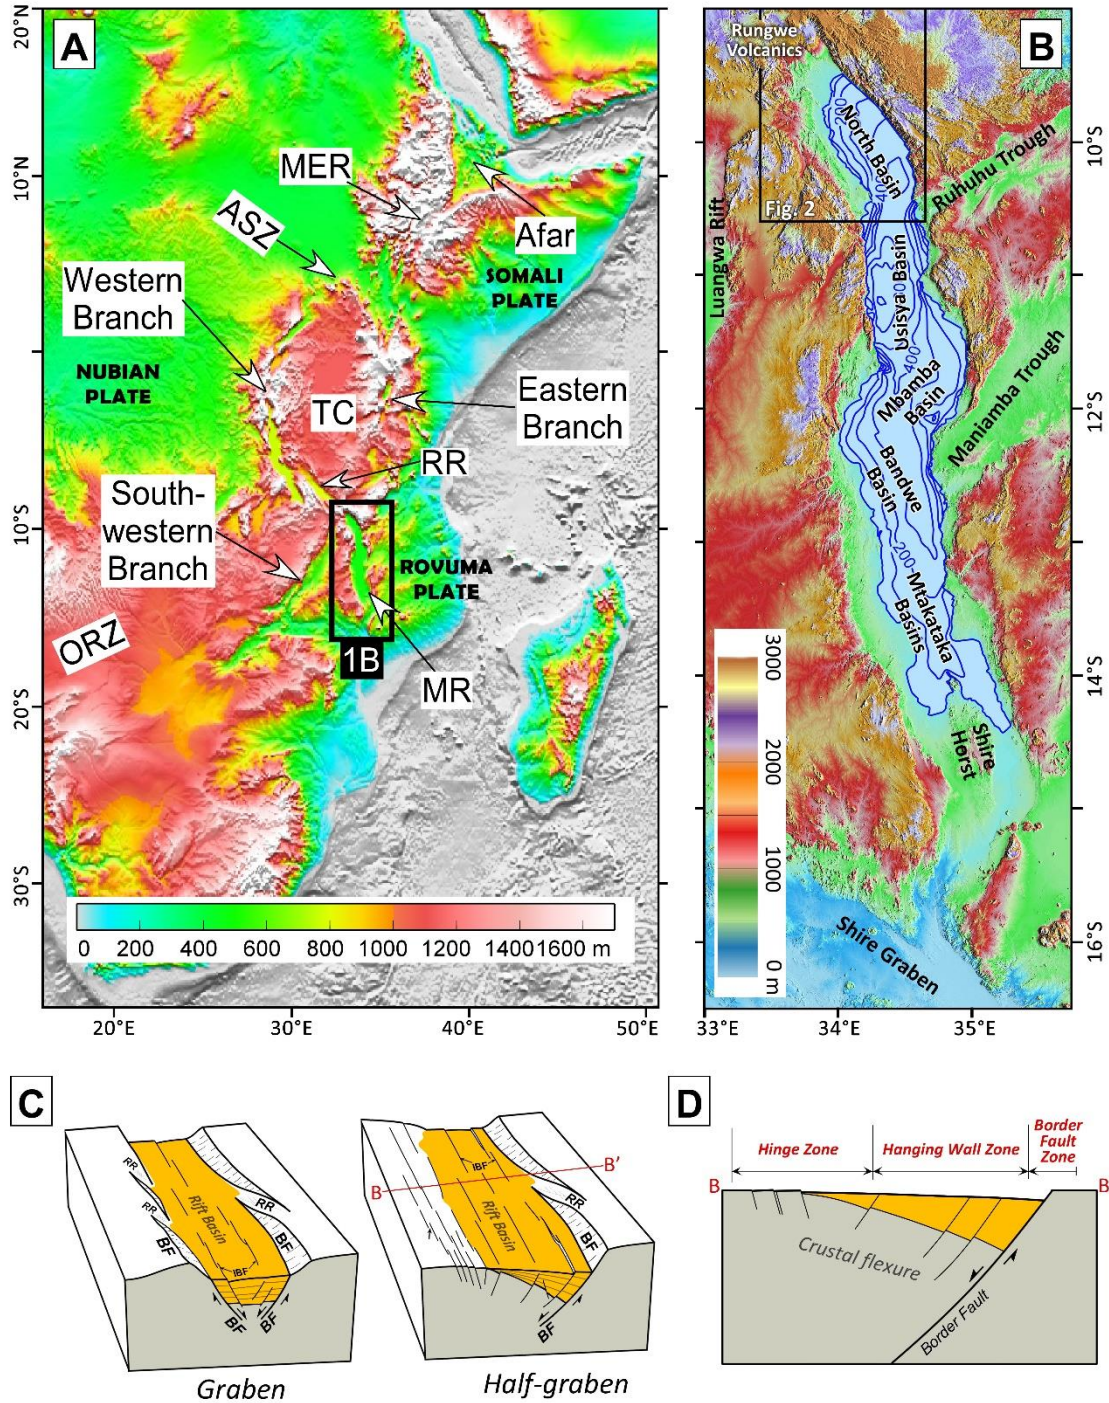 A
20°N
10°N
10°S
20°S
30°S
MER
ASZ
Afar
Western
Branch
SOMALI
PLATE
NUBIAN
PLATE
TC
Eastern
Branch
RR
South-
western
Branch
ROVUMA
PLATE
ORZ
1B
MR
0 200 400 600 800 1000 1200 1400 1600 m
20°E 30°E 40°E 50°E
B
Rungwe
Volcanics
North Basin
400
Fig. 2
Ruhuhu Trough
Luangwa Rift
Usisya Basin
400
Mbamba
Basin
Maniamba Trough
Bandwe
Basin
200
Mtakataka
Basins
Shire
Horst
Shire Graben
3000
2000
1000
0 m
10°S
12°S
14°S
16°S
33°E 34°E 35°E
C
RR
RR
BF
Rift Basin
IBF
RR
BF
BF
BF
Graben
IBF
B
B'
Rift Basin
RR
BF
BF
Half-graben
D
Hinge Zone
Hanging Wall Zone
Border
Fault
Zone
B
B
Crustal flexure
Border Fault